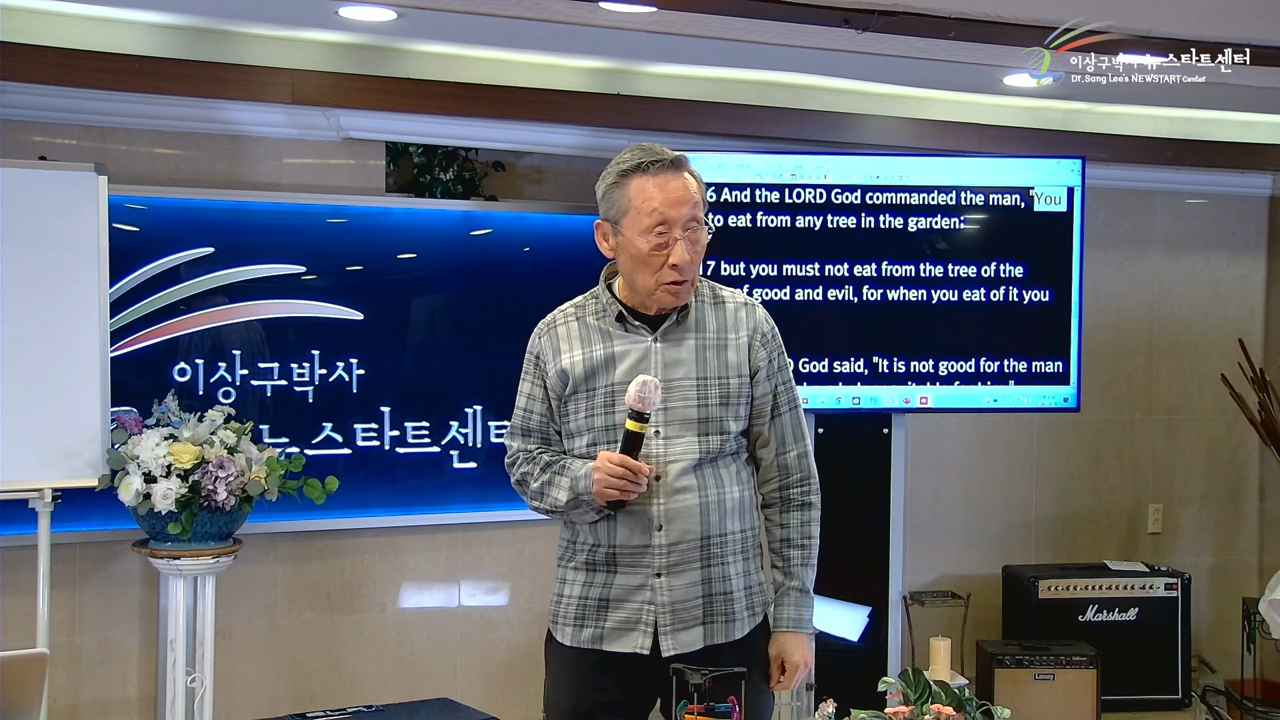 이상구박사 뉴스타트센터
Dr. Sang Lee's NEWSTART Center
6 And the LORD God commanded the man, "You
to eat from any tree in the garden;
17 but you must not eat from the tree of the
of good and evil, for when you eat of it you
God said, "It is not good for the man
이상구박사
뉴스타트센터
Marshall
Laney